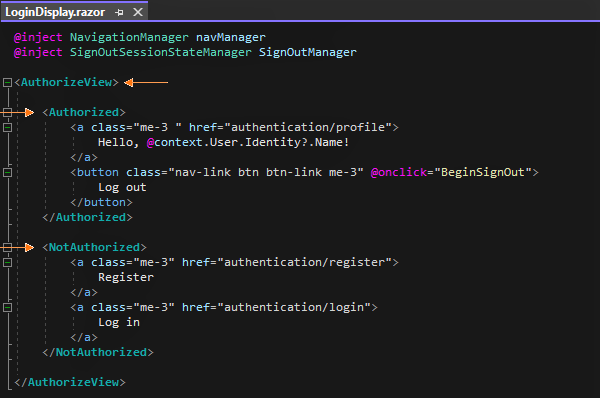 LoginDisplay.razor
@inject NavigationManager navManager
@inject SignOutSessionStateManager SignOutManager
<AuthorizeView>
<Authorized>
<a class="me-3 " href="authentication/profile">
Hello, @context.User.Identity?.Name!
</a>
<button class="nav-link btn btn-link me-3" @onclick="BeginSignOut">
Log out
</button>
</Authorized>
<NotAuthorized>
<a class="me-3" href="authentication/register">
Register
</a>
<a class="me-3" href="authentication/login">
Log in
</a>
</NotAuthorized>
</AuthorizeView>